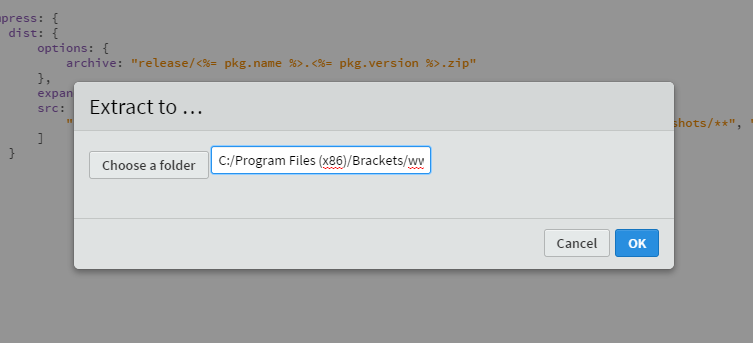 press: {
dist: {
options: {
archive: "release/<%= pkg.name %>.<%= pkg.version %>.zip"
},
expan
src:
"
shots/**", "
]
}
Extract to ...
Choose a folder
C:/Program Files (x86)/Brackets/ww
Cancel
OK